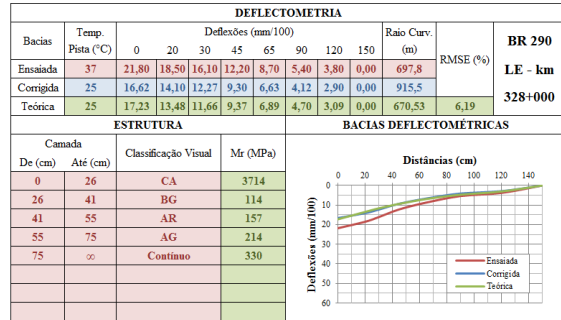 DEFLECTOMETRIA
Bacias Temp. Pista (°C) Deflexões (mm/100) Raio Curv. (m) RMSE (%) BR 290 LE - km 328+000
0 20 30 45 65 90 120 150
Ensaiada 37 21,80 18,50 16,10 12,20 8,70 5,40 3,80 0,00 697,8
Corrigida 25 16,62 14,10 12,27 9,30 6,63 4,12 2,90 0,00 915,5
Teórica 25 17,23 13,48 11,66 9,37 6,89 4,70 3,09 0,00 670,53 6,19
ESTRUTURA
Camada Classificação Visual Mr (MPa)
De (cm) Até (cm)
0 26 CA 3714
26 41 BG 114
41 55 AR 157
55 75 AG 214
75 ∞ Contínuo 330
BACIAS DEFLECTOMÉTRICAS
Distâncias (cm)
0 20 40 60 80 100 120 140
Deflexões (mm/100)
0
10
20
30
40
50
60
Ensaiada
Corrigida
Teórica